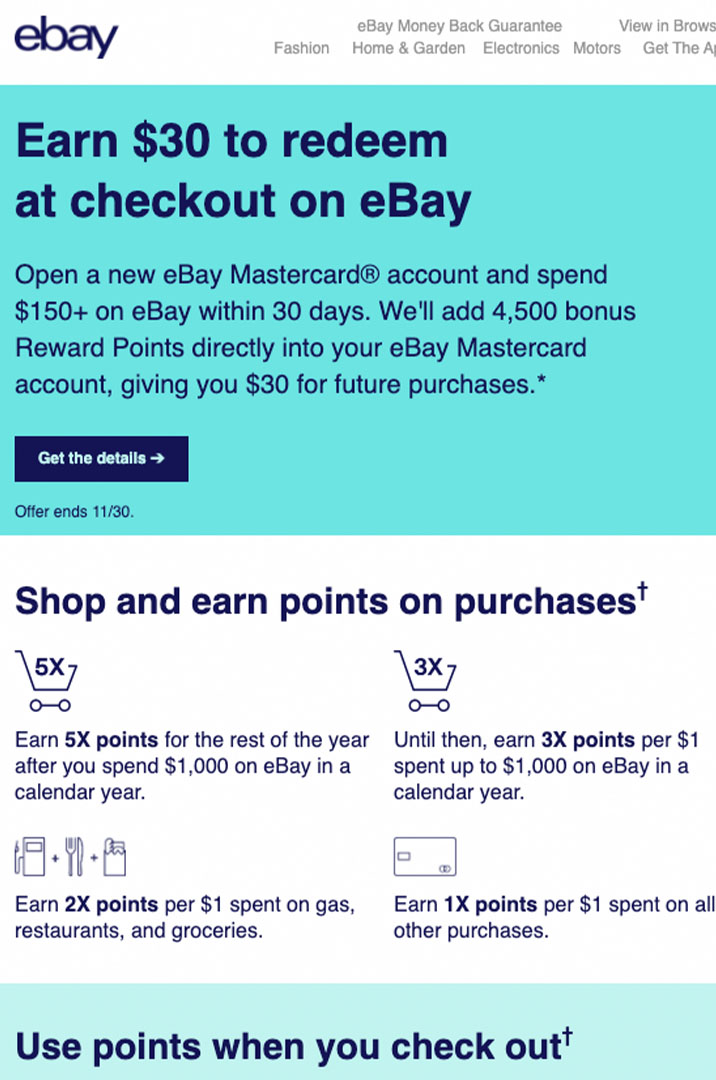 ebay
eBay Money Back Guarantee View in Brows
Fashion Home & Garden Electronics Motors Get The Ap
Earn $30 to redeem
at checkout on eBay
Open a new eBay Mastercard® account and spend
$150+ on eBay within 30 days. We'll add 4,500 bonus
Reward Points directly into your eBay Mastercard
account, giving you $30 for future purchases.*
Get the details →
Offer ends 11/30.
Shop and earn points on purchases†
5X
3X
Earn 5X points for the rest of the year
after you spend $1,000 on eBay in a
calendar year.
Until then, earn 3X points per $1
spent up to $1,000 on eBay in a
calendar year.
+ +
Earn 2X points per $1 spent on gas,
restaurants, and groceries.
Earn 1X points per $1 spent on all
other purchases.
Use points when you check out†